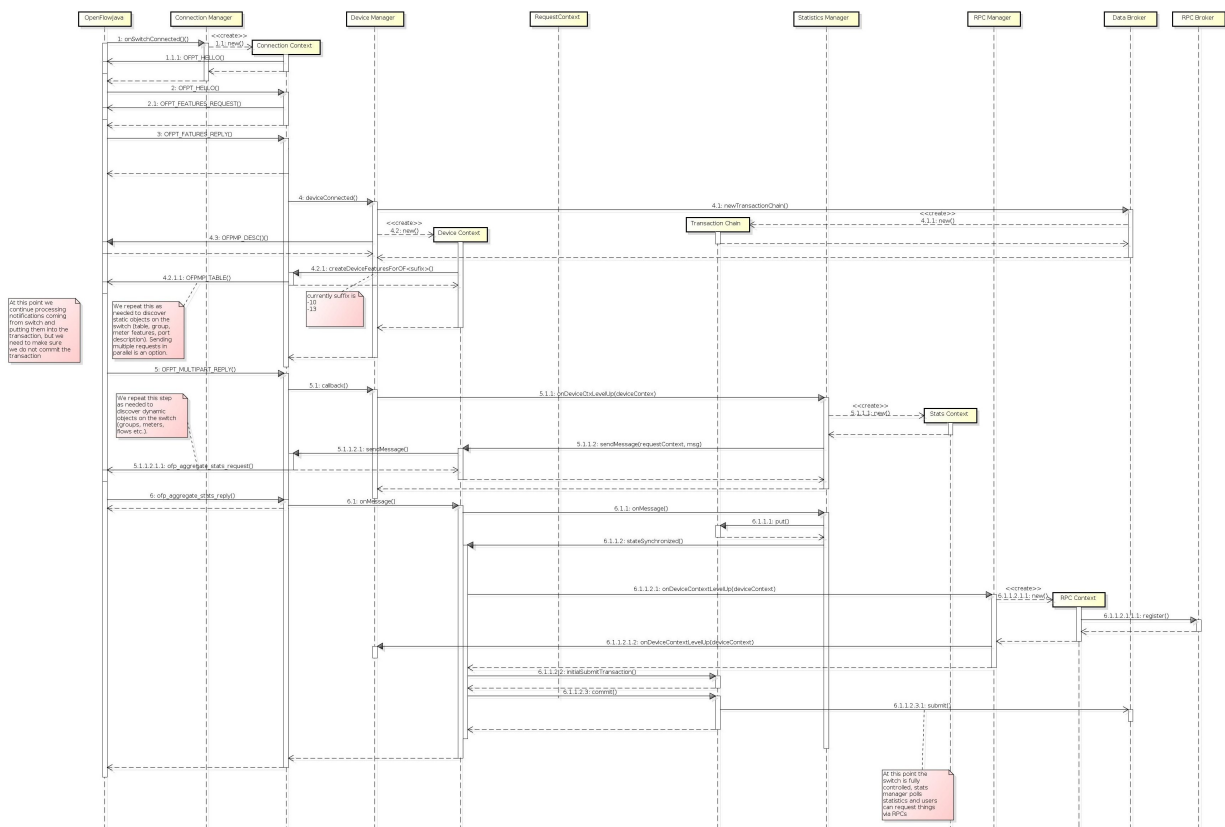 OpenFlowJava
Connection Manager
Device Manager
RequestContext
Statistics Manager
RPC Manager
Data Broker
RPC Broker
1: onSwitchConnected()()
<<create>>
1.1: new()
Connection Context
1.1.1: OFPT_HELLO()
2: OFPT_HELLO()
2.1: OFPT_FEATURES_REQUEST()
3: OFPT_FATURES_REPLY()
4: deviceConnected()
4.1: newTransactionChain()
<<create>>
4.1.1: new()
Transaction Chain
<<create>>
4.2: new()
Device Context
4.3: OFPMP_DESC()()
4.2.1: createDeviceFeaturesForOF<sufix>()
4.2.1.1: OFPMP_TABLE()
currently suffix is
-10
-13
At this point we
continue processing
notifications coming
from switch and
putting them into the
transaction, but we
need to make sure
we do not commit the
transaction
We repeat this as
needed to discover
static objects on the
switch (table, group,
meter features, port
description). Sending
multiple requests in
parallel is an option.
5: OFPT_MULTIPART_REPLY()
5.1: callback()
5.1.1: onDeviceCtxLevelUp(deviceContex)
<<create>>
5.1.1.1: new()
Stats Context
We repeat this step
as needed to
discover dynamic
objects on the switch
(groups, meters,
flows etc.).
5.1.1.2: sendMessage(requestContext, msg)
5.1.1.2.1: sendMessage()
5.1.1.2.1.1: ofp_aggregate_stats_request()
6: ofp_aggregate_stats_reply()
6.1: onMessage()
6.1.1: onMessage()
6.1.1.1: put()
6.1.1.2: stateSynchronized()
6.1.1.2.1: onDeviceContextLevelUp(deviceContext)
<<create>>
6.1.1.2.1.1: new()
RPC Context
6.1.1.2.1.1.1: register()
6.1.1.2.1.2: onDeviceContextLevelUp(deviceContext)
6.1.1.2.2: initialSubmitTransaction()
6.1.1.2.3: commit()
6.1.1.2.3.1: submit()
At this point the
switch is fully
controlled, stats
manager polls
statistics and users
can request things
via RPCs